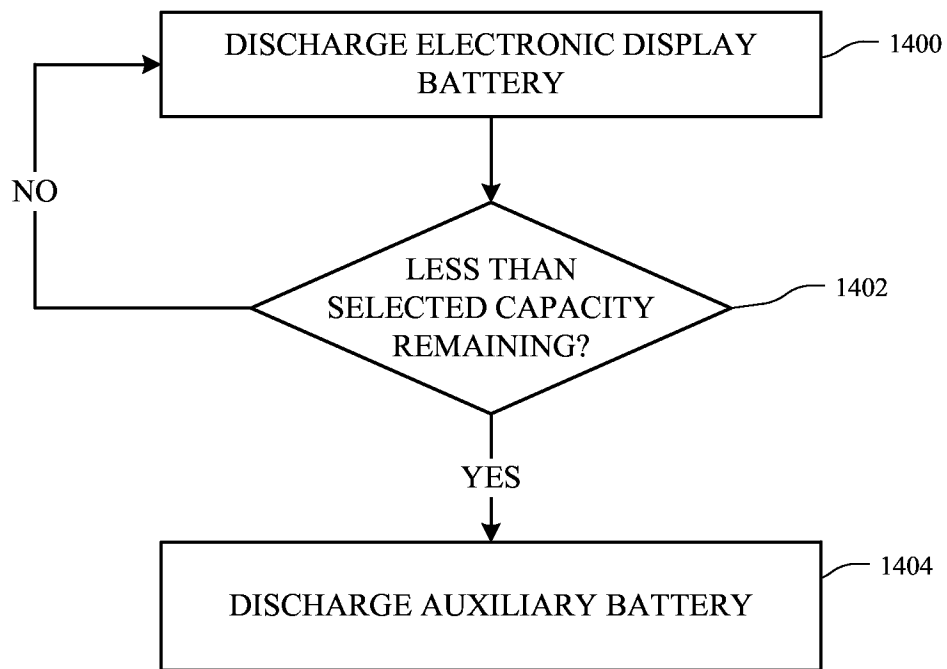 DISCHARGE ELECTRONIC DISPLAY
BATTERY
1400
NO
LESS THAN
SELECTED CAPACITY
REMAINING?
1402
YES
DISCHARGE AUXILIARY BATTERY
1404